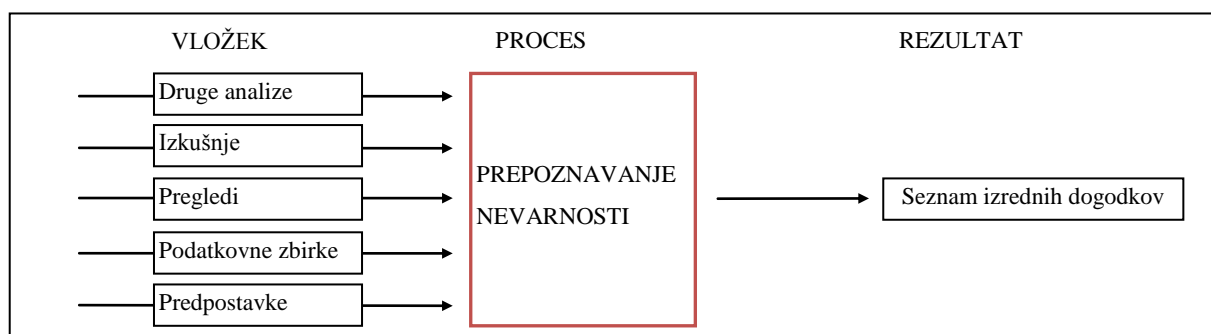 VLOŽEK PROCES REZULTAT
Druge analize
Izkušnje
Pregledi
Podatkovne zbirke
Predpostavke
PREPOZNAVANJE
NEVARNOSTI
Seznam izrednih dogodkov